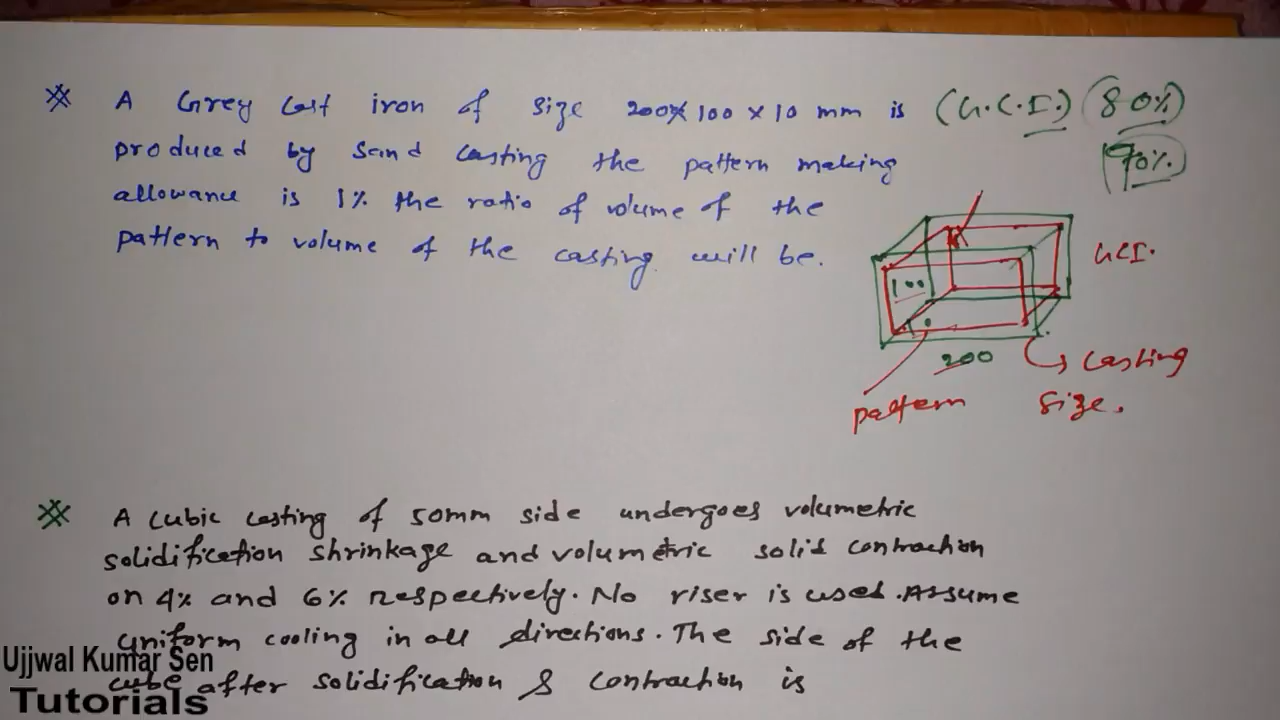 ※ A Grey Cast iron of size 200 x 100 x 10 mm is (G.C.I.) (80%)
produced by sand casting the pattern making (90%)
allowance is 1% the ratio of volume of the
pattern to volume of the casting will be.
GCI.
100
200
casting
pattern size.
※ A cubic casting of 50mm side undergoes volumetric
solidification shrinkage and volumetric solid contraction
on 4% and 6% respectively. No riser is used. Assume
uniform cooling in all directions. The side of the
cube after solidification & contraction is
Ujjwal Kumar Sen
Tutorials